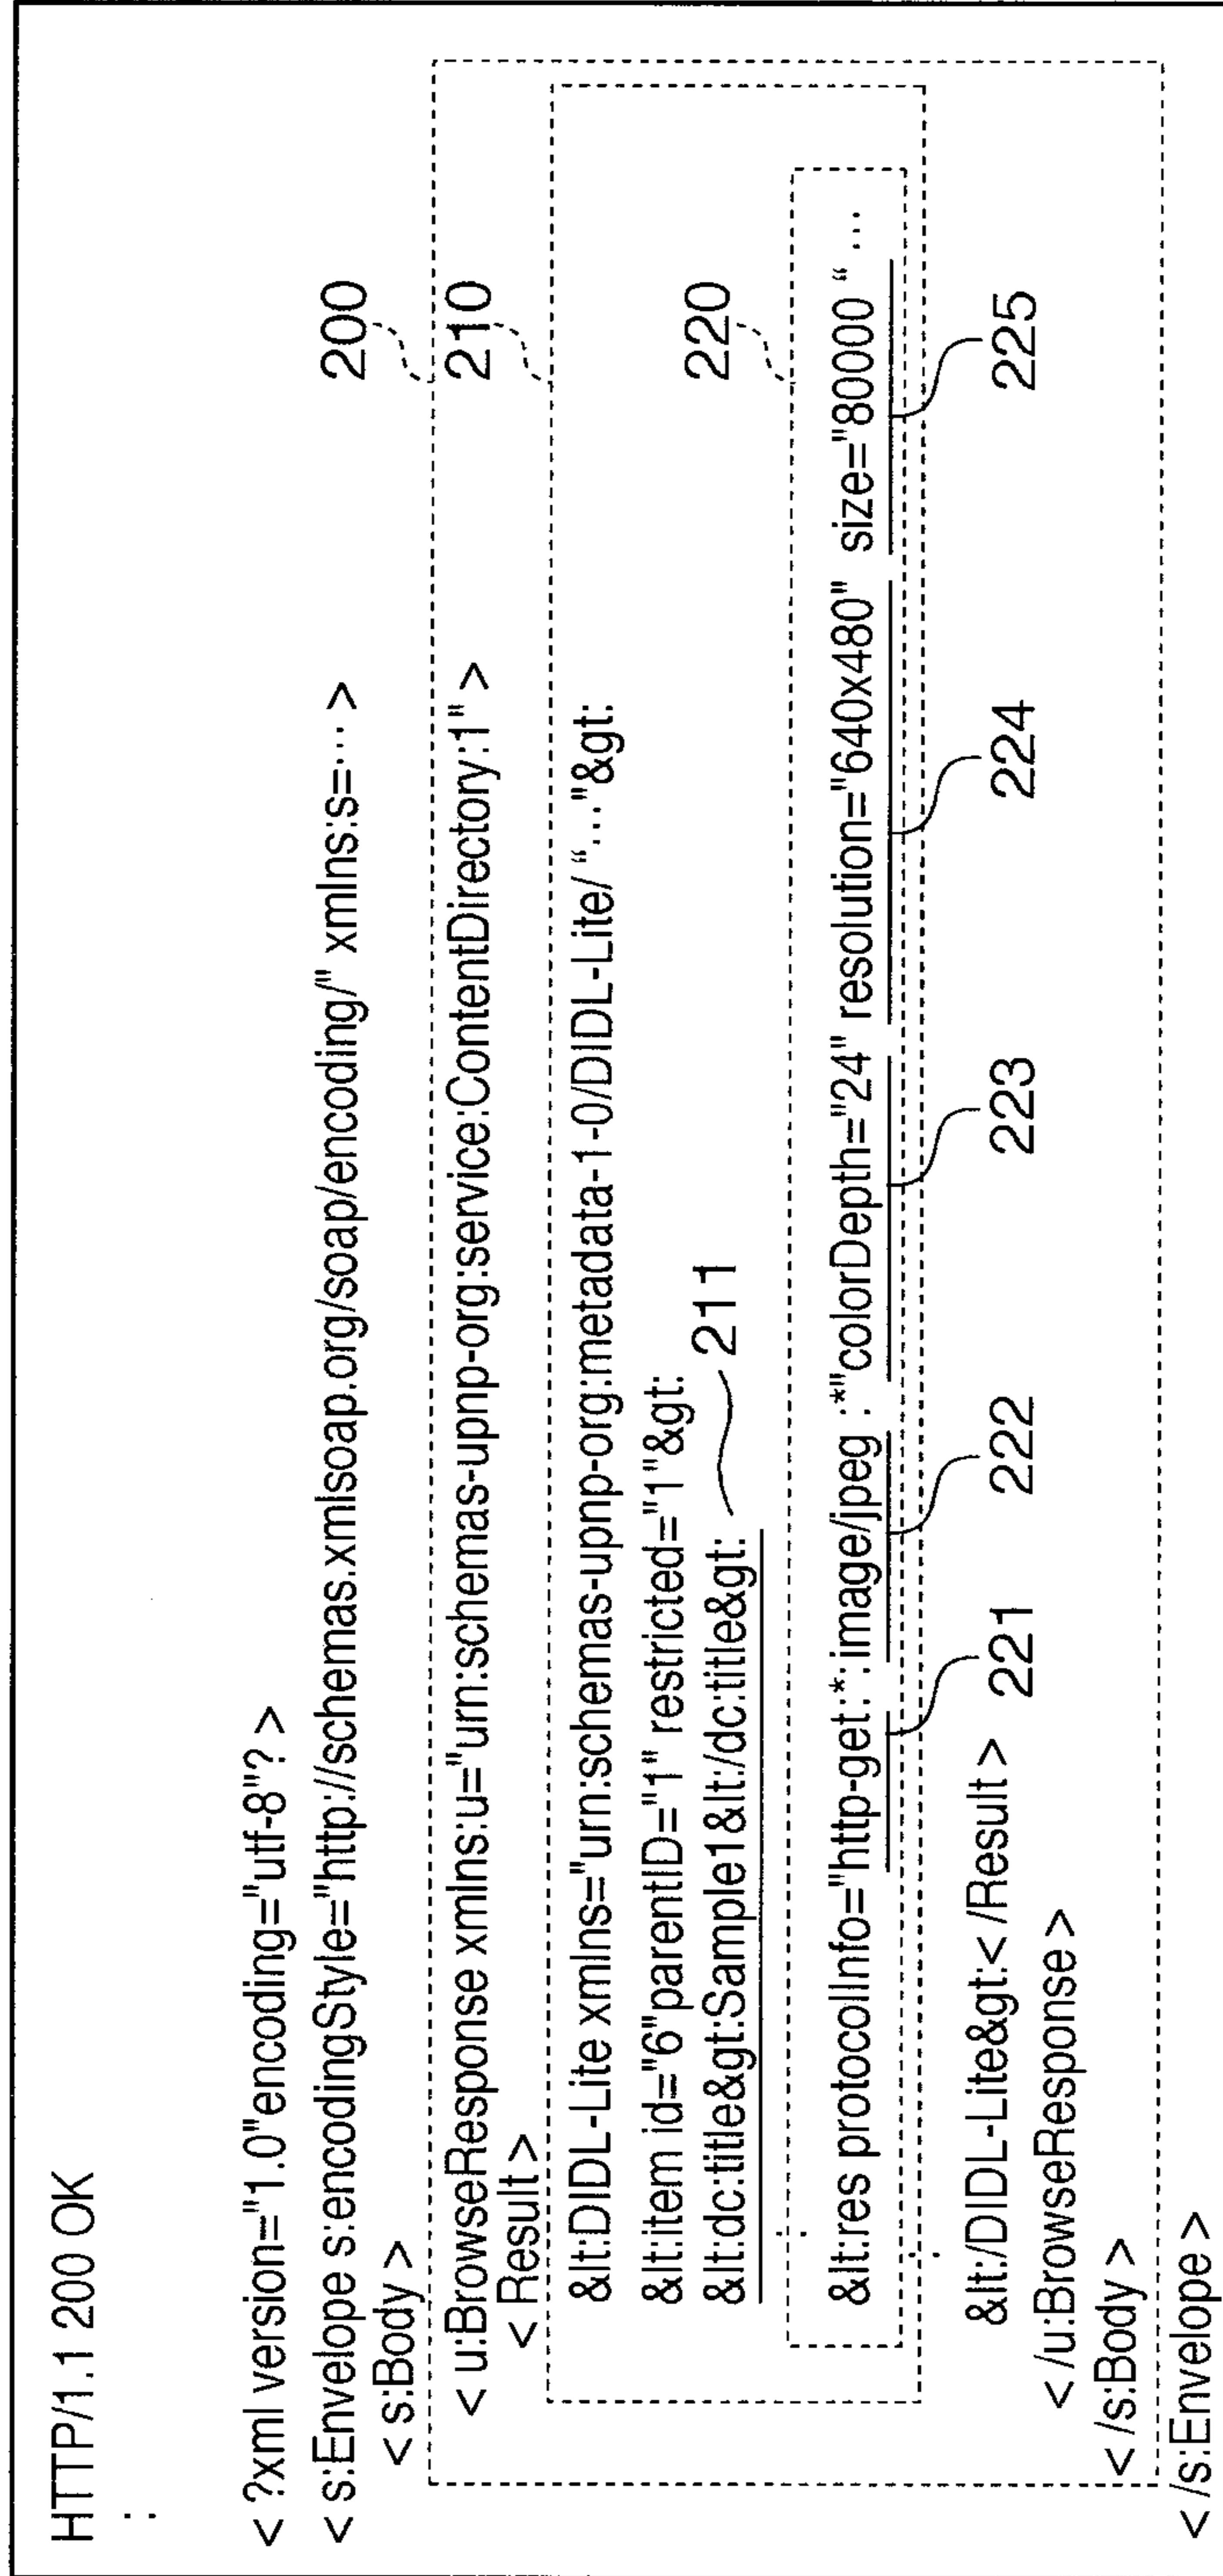 HTTP/1.1 200 OK
:
< ?xml version="1.0"encoding="utf-8"? >
< s:Envelope s:encodingStyle="http://schemas.xmlsoap.org/soap/encoding/" xmlns:s=··· >
< s:Body >
200
< u:BrowseResponse xmlns:u="urn:schemas-upnp-org:service:ContentDirectory:1" >
210
< Result >
&lt:DIDL-Lite xmlns="urn:schemas-upnp-org:metadata-1-0/DIDL-Lite/ “..."&gt:
&lt:item id="6"parentID="1" restricted="1"&gt:
&lt:dc:title&gt:Sample1&lt:/dc:title&gt:
211
220
:
&lt:res protocolInfo="http-get:*:image/jpeg :*"colorDepth="24" resolution="640x480" size="80000 “ ...
:
221 222 223 224 225
&lt:/DIDL-Lite&gt:< /Result >
< /u:BrowseResponse >
< /s:Body >
< /s:Envelope >